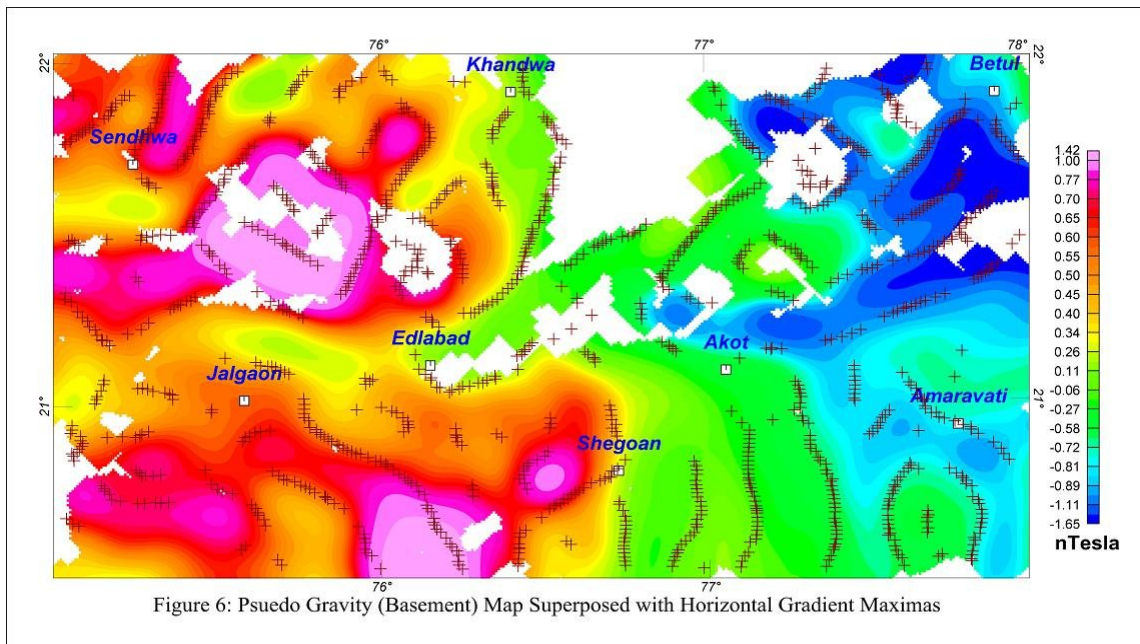 76° 77° 78°
22° Khandwa Betul 22°
Sendhwa
1.42
1.00
0.77
0.70
0.65
0.60
0.55
0.50
0.45
0.40
0.34
0.26
0.11
-0.06
-0.27
-0.58
-0.72
-0.81
-0.89
-1.11
-1.65
nTesla
Edlabad Akot
Jalgaon
21° Amaravati 21°
Shegoan
76° 77°
Figure 6: Psuedo Gravity (Basement) Map Superposed with Horizontal Gradient Maximas